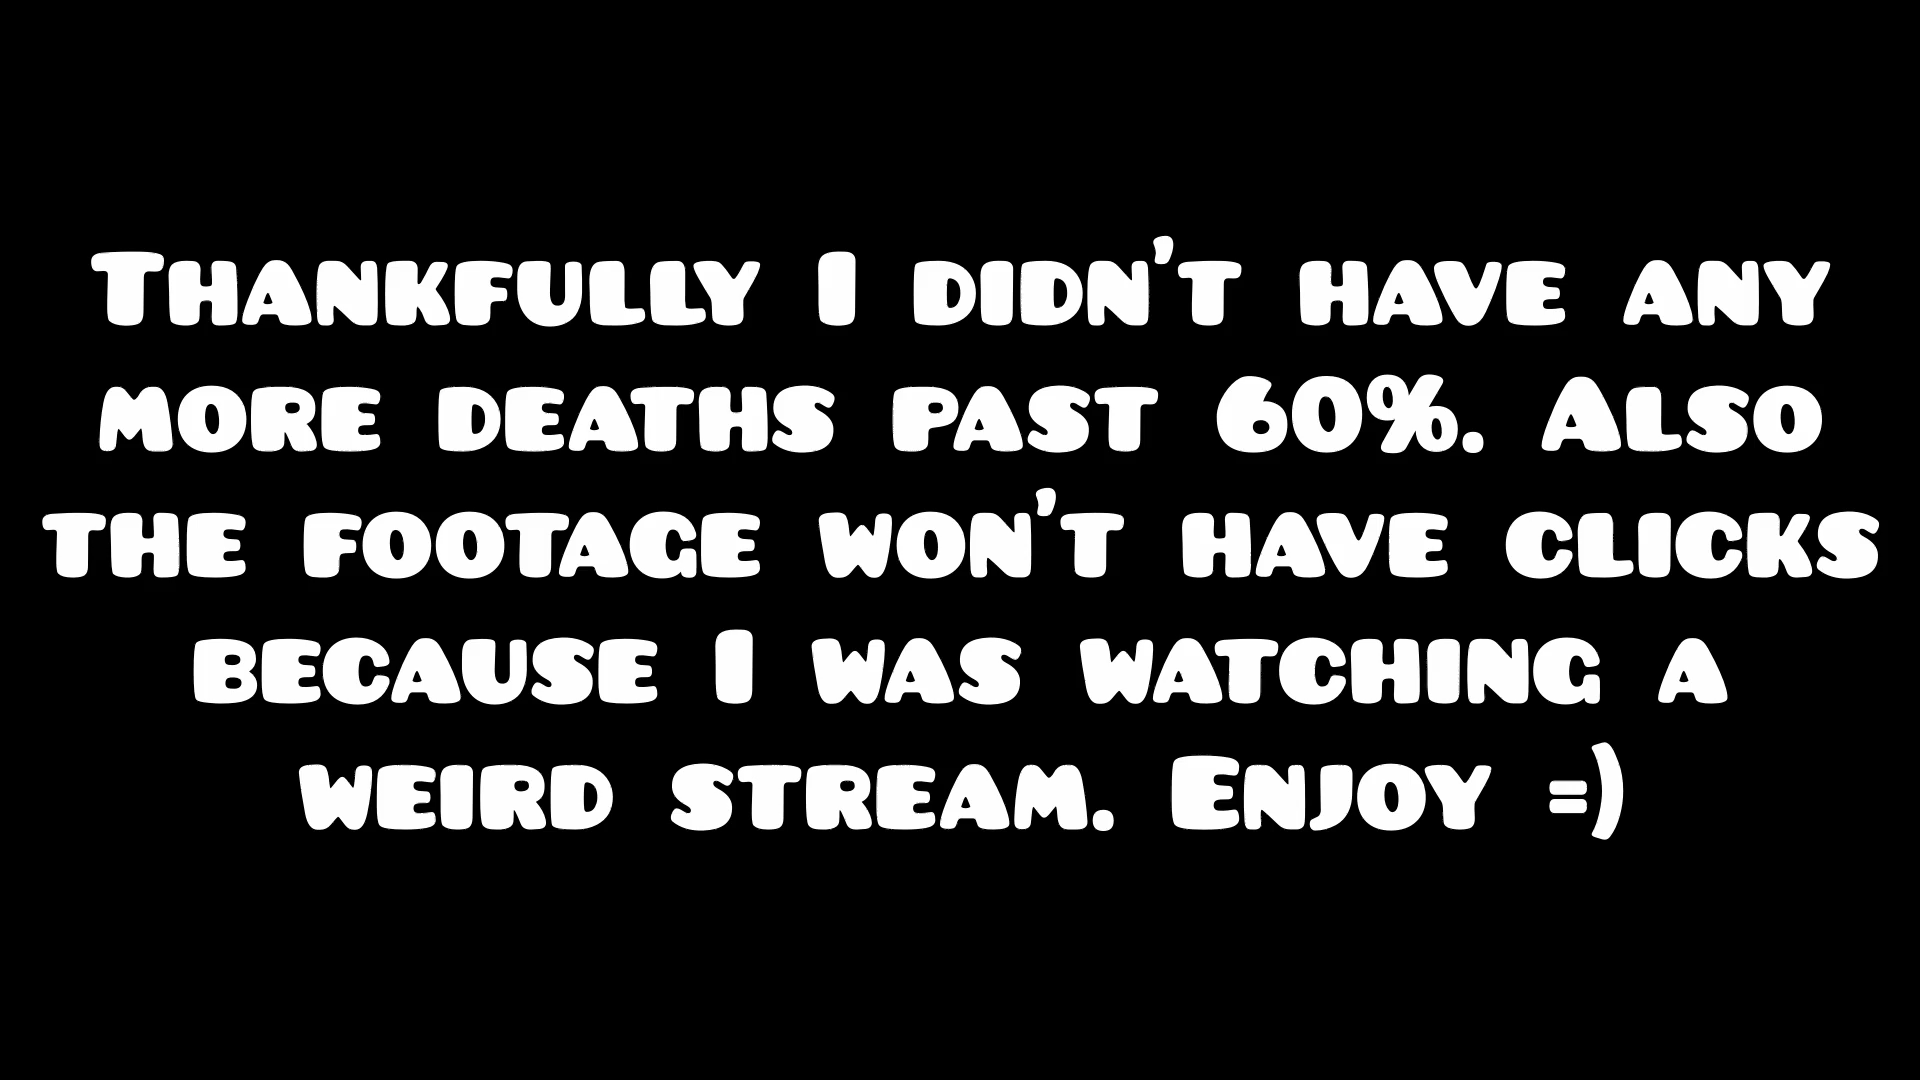 Thankfully I didn't have any
more deaths past 60%. Also
the footage won't have clicks
because I was watching a
weird stream. Enjoy =)